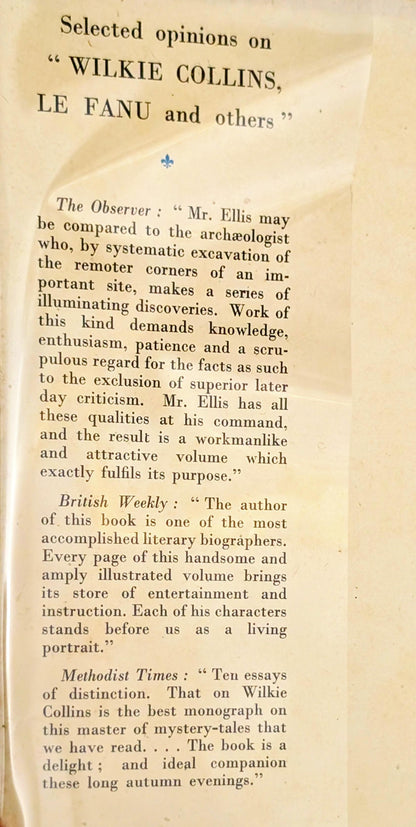 Selected opinions on
“ WILKIE COLLINS,
LE FANU and others ”
The Observer : “ Mr. Ellis may
be compared to the archæologist
who, by systematic excavation of
the remoter corners of an im-
portant site, makes a series of
illuminating discoveries. Work of
this kind demands knowledge,
enthusiasm, patience and a scru-
pulous regard for the facts as such
to the exclusion of superior later
day criticism. Mr. Ellis has all
these qualities at his command,
and the result is a workmanlike
and attractive volume which
exactly fulfils its purpose.”
British Weekly : “ The author
of this book is one of the most
accomplished literary biographers.
Every page of this handsome and
amply illustrated volume brings
its store of entertainment and
instruction. Each of his characters
stands before us as a living
portrait.”
Methodist Times : “ Ten essays
of distinction. That on Wilkie
Collins is the best monograph on
this master of mystery-tales that
we have read. . . . The book is a
delight ; and ideal companion
these long autumn evenings.”